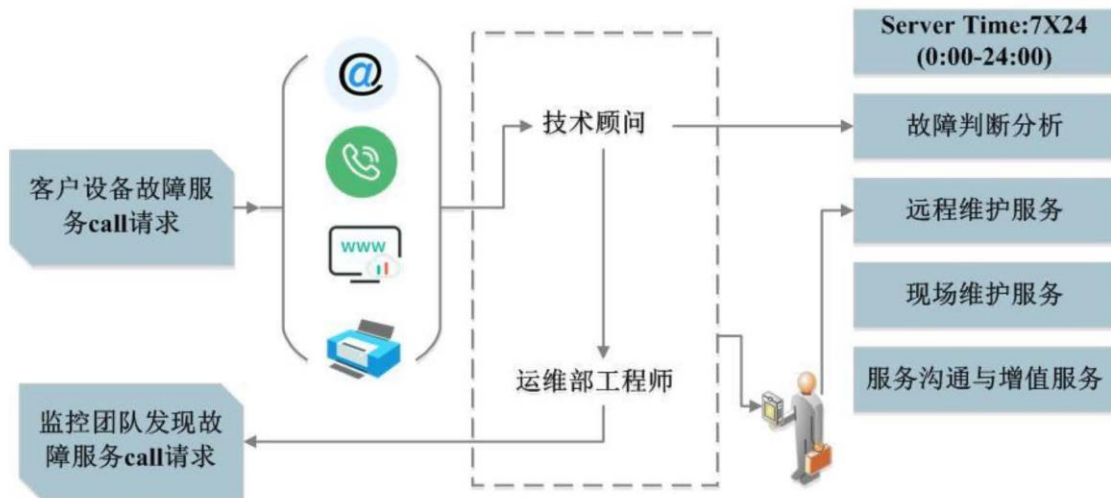 客户设备故障服
务call请求
监控团队发现故
障服务call请求
@
www
技术顾问
运维部工程师
Server Time:7X24
(0:00-24:00)
故障判断分析
远程维护服务
现场维护服务
服务沟通与增值服务